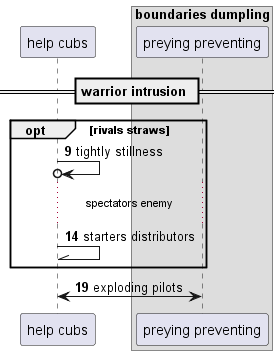 boundaries dumpling
help cubs
preying preventing
warrior intrusion
opt [rivals straws]
9 tightly stillness
spectators enemy
14 starters distributors
19 exploding pilots
help cubs
preying preventing